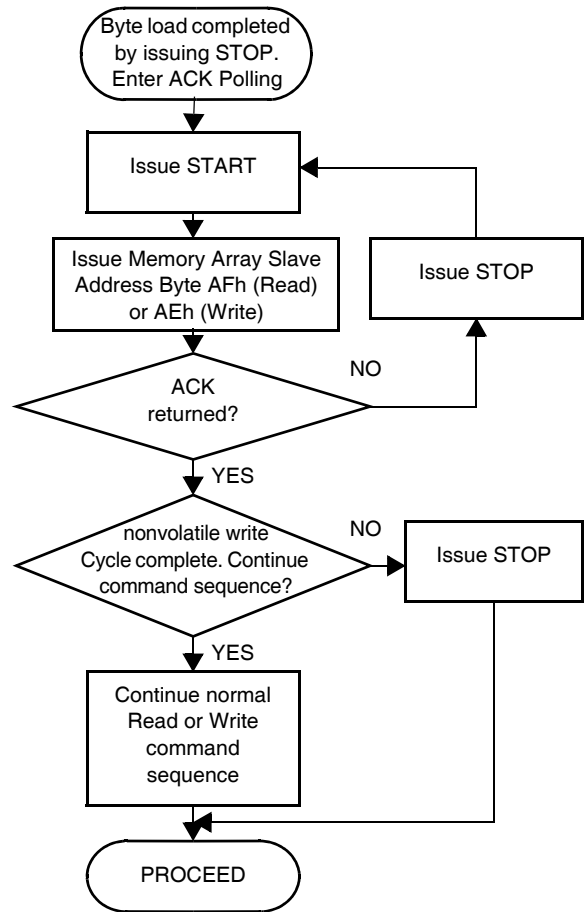 Byte load completed
by issuing STOP.
Enter ACK Polling
Issue START
Issue Memory Array Slave
Address Byte AFh (Read)
or AEh (Write)
Issue STOP
ACK
returned?
NO
YES
nonvolatile write
Cycle complete. Continue
command sequence?
NO
Issue STOP
YES
Continue normal
Read or Write
command
sequence
PROCEED